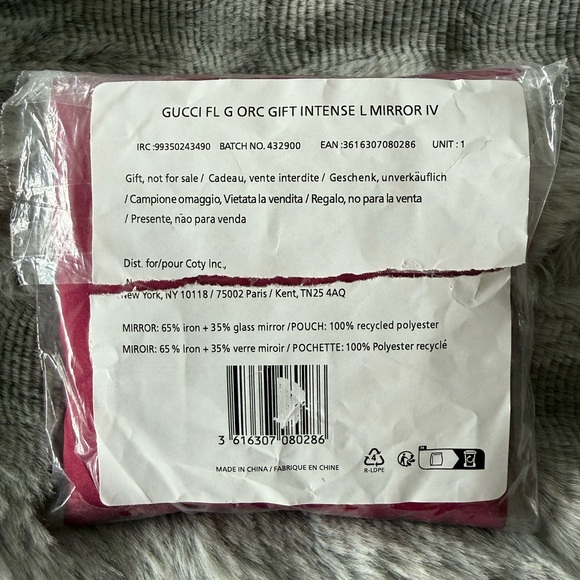 GUCCI FL G ORC GIFT INTENSE L MIRROR IV
IRC :99350243490 BATCH NO. 432900 EAN :3616307080286 UNIT : 1
Gift, not for sale / Cadeau, vente interdite / Geschenk, unverkäuflich
/ Campione omaggio, Vietata la vendita / Regalo, no para la venta
/ Presente, não para venda
Dist. for/pour Coty Inc.,
New York, NY 10118 / 75002 Paris / Kent, TN25 4AQ
MIRROR: 65% Iron + 35% glass mirror /POUCH: 100% recycled polyester
MIROIR: 65 % Iron + 35% verre miroir / POCHETTE: 100% Polyester recyclé
3 616307 080286
MADE IN CHINA / FABRIQUE EN CHINE
4
R-LDPE